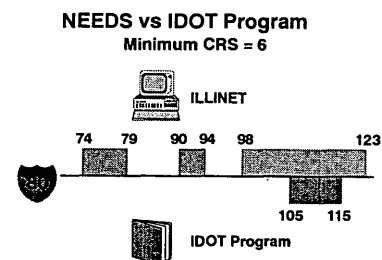 NEEDS vs IDOT Program
Minimum CRS = 6
ILLINET
74 79 90 94 98 123
105 115
IDOT Program